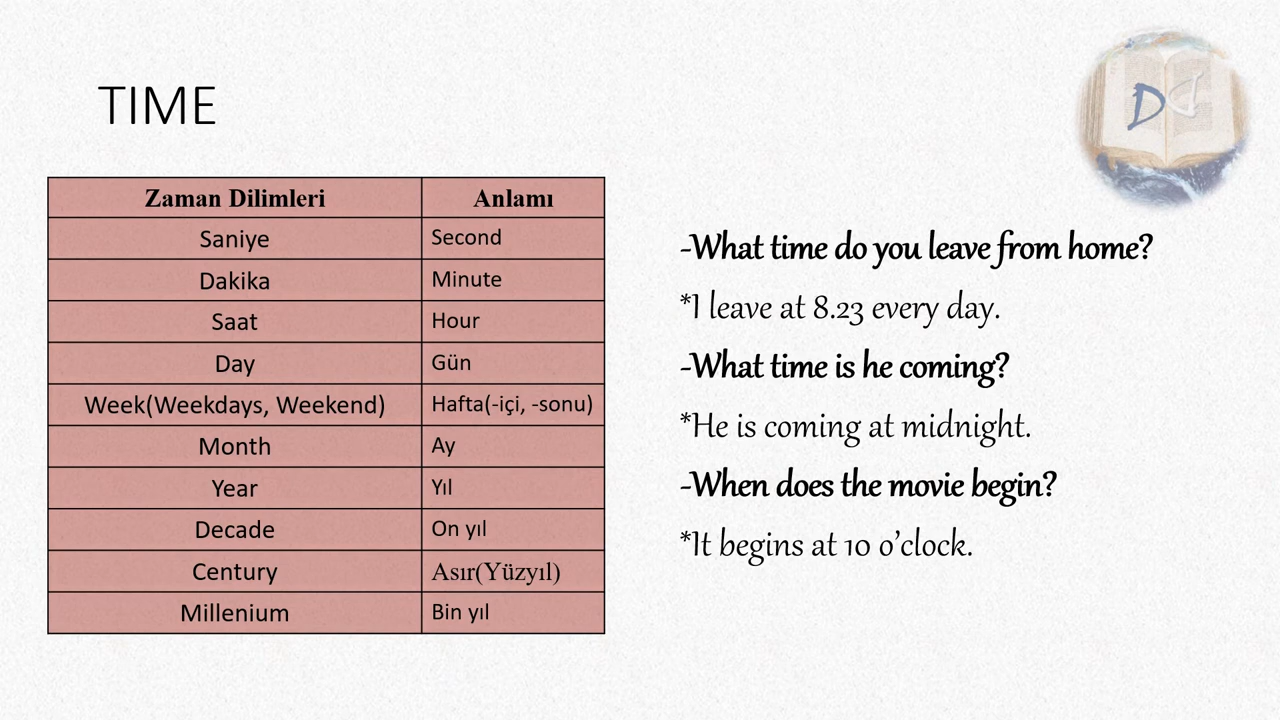 TIME
Zaman Dilimleri Anlamı
Saniye Second
Dakika Minute
Saat Hour
Day Gün
Week(Weekdays, Weekend) Hafta(-içi, -sonu)
Month Ay
Year Yıl
Decade On yıl
Century Asır(Yüzyıl)
Millenium Bin yıl
-What time do you leave from home?
*I leave at 8.23 every day.
-What time is he coming?
*He is coming at midnight.
-When does the movie begin?
*It begins at 10 o’clock.